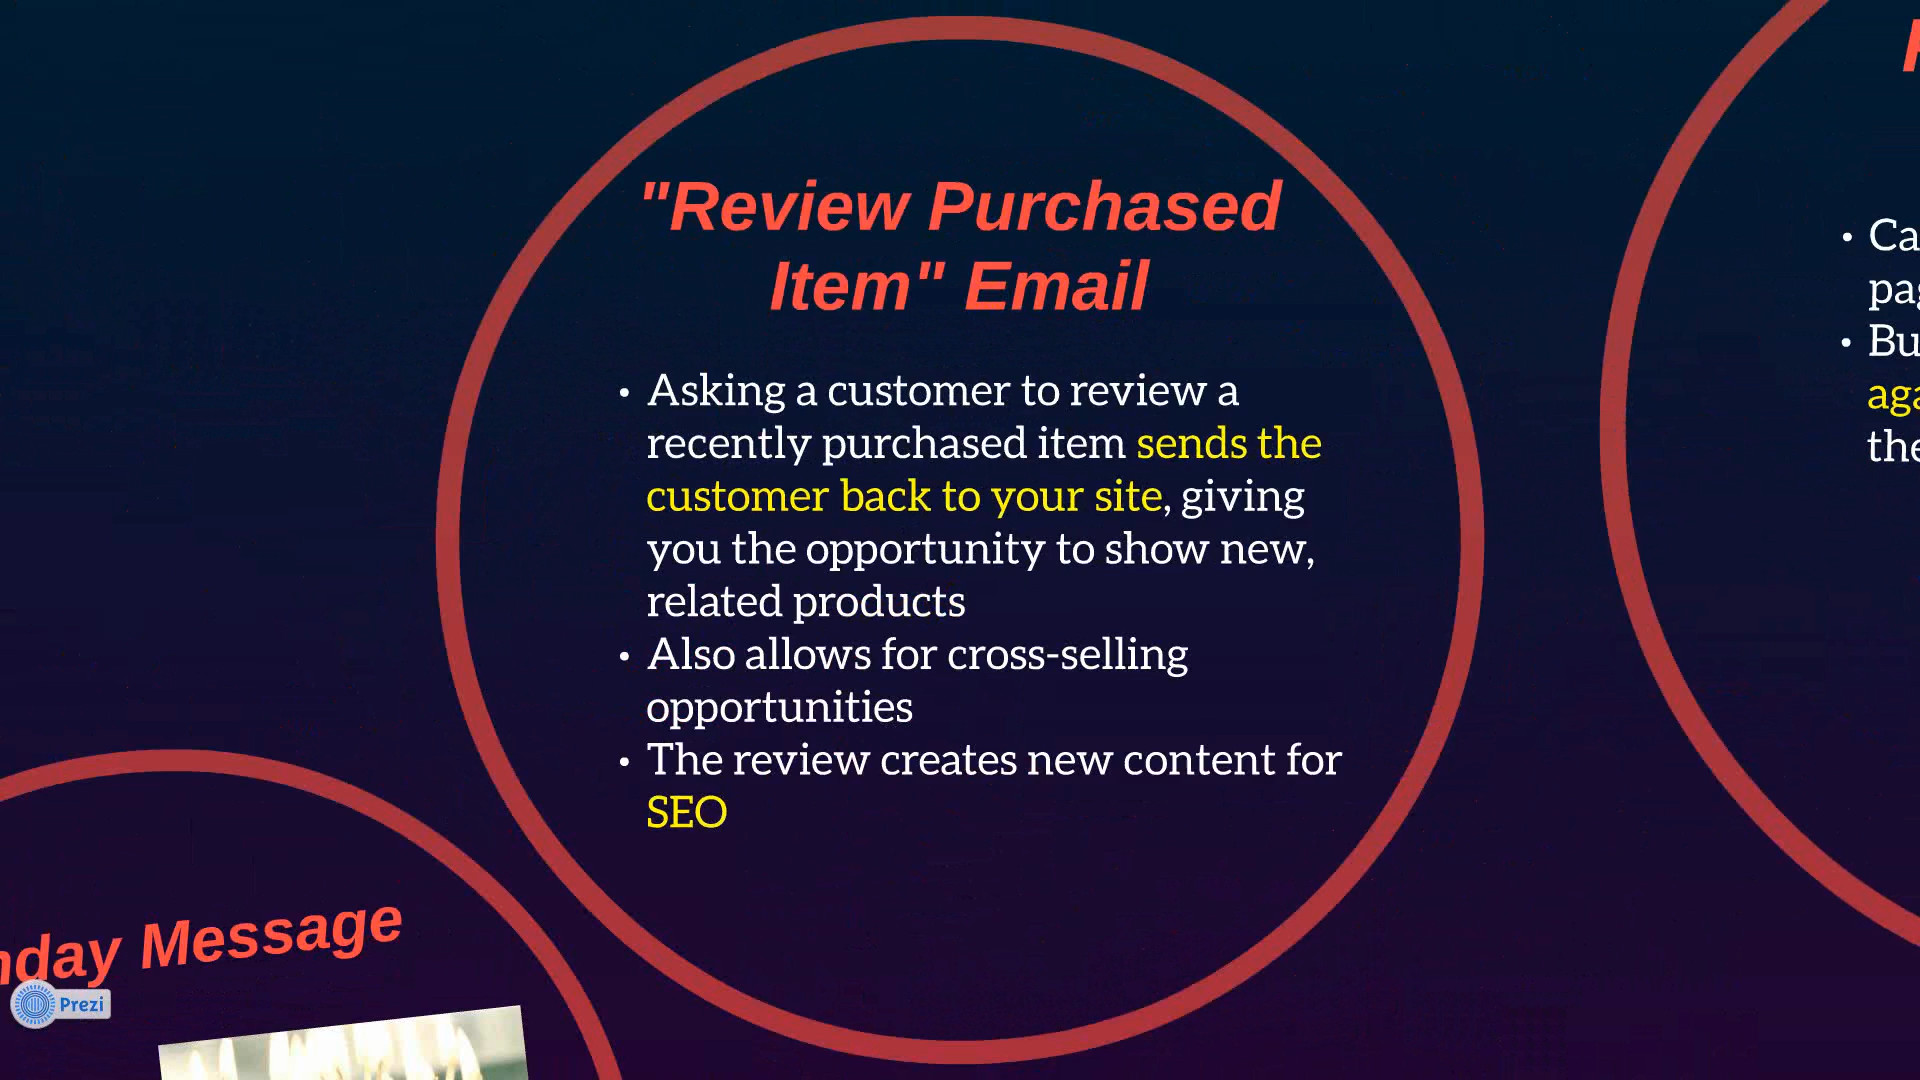 "Review Purchased
Item" Email
• Asking a customer to review a
recently purchased item sends the
customer back to your site, giving
you the opportunity to show new,
related products
• Also allows for cross-selling
opportunities
• The review creates new content for
SEO
Message
Prezi